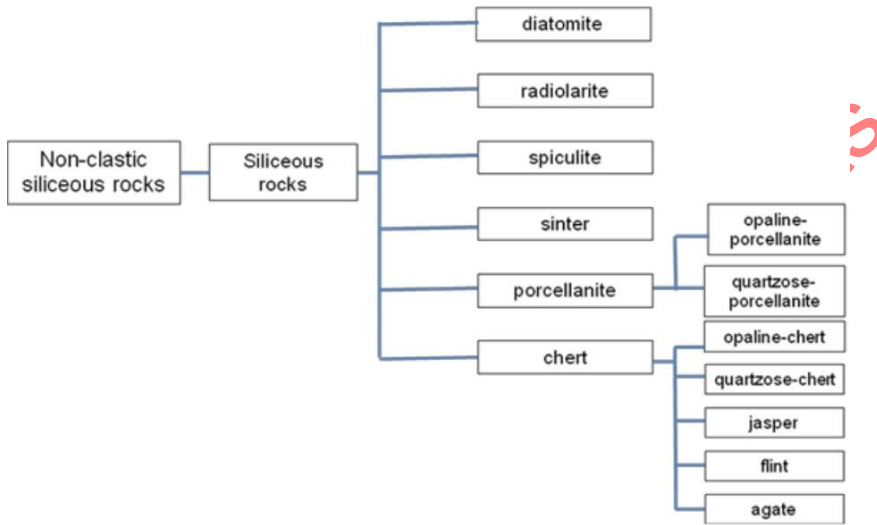 diatomite
radiolarite
Non-clastic
siliceous rocks
Siliceous
rocks
spiculite
sinter
porcellanite
chert
opaline-
porcellanite
quartzose-
porcellanite
opaline-chert
quartzose-chert
jasper
flint
agate